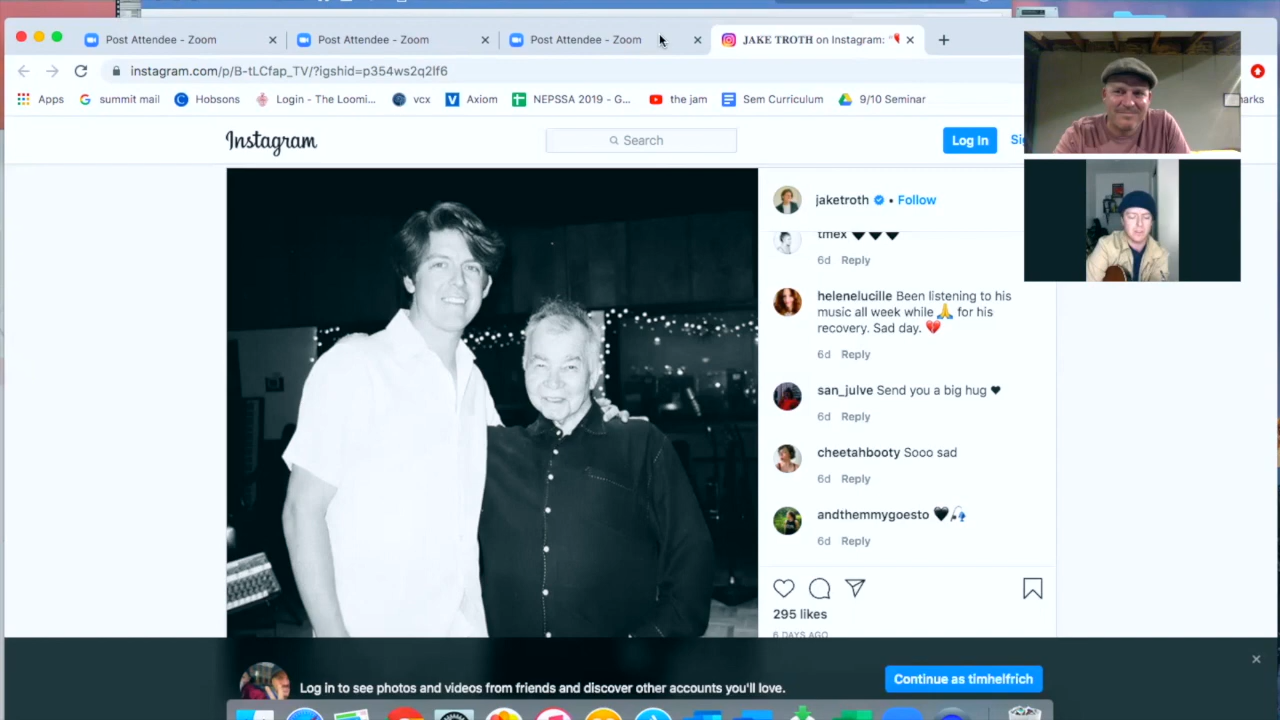 Post Attendee - Zoom
Post Attendee - Zoom
Post Attendee - Zoom
JAKE TROTH on Instagram: "🌹
instagram.com/p/B-tLCfap_TV/?igshid=p354ws2q2lf6
Apps
summit mail
Hobsons
Login - The Loomi...
vcx
Axiom
NEPSSA 2019 - G...
the jam
Sem Curriculum
9/10 Seminar
Instagram
Search
Log In
jaketroth • Follow
tmex 🖤🖤🖤
6d Reply
helenelucille Been listening to his
music all week while 🙏 for his
recovery. Sad day. 💔
6d Reply
san_julve Send you a big hug ❤
6d Reply
cheetahbooty Sooo sad
6d Reply
andthemmygoesto 🖤🎣
6d Reply
295 likes
6 DAYS AGO
Log in to see photos and videos from friends and discover other accounts you'll love.
Continue as timhelfrich